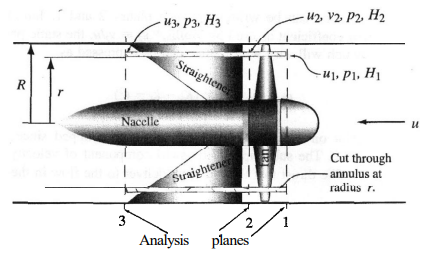 u3, p3, H3
u2, v2, p2, H2
u1, p1, H1
R
r
Straightener
Nacelle
u
Straightener
Fan
Cut through
annulus at
radius r.
3
2
1
Analysis planes